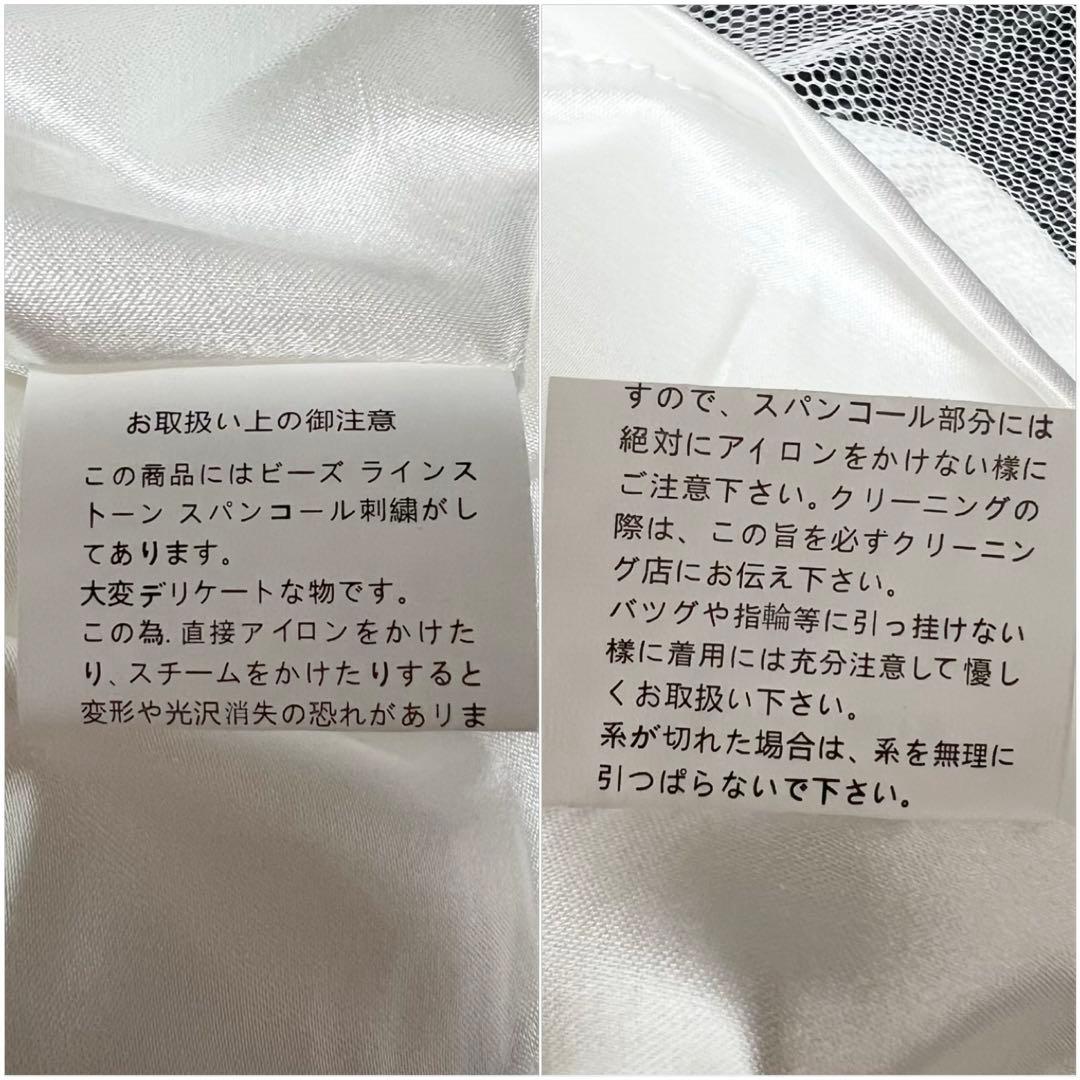 お取扱い上の御注意
この商品にはビーズ ラインス
トーン スパンコール刺繍がし
てあります。
大変デリケートな物です。
この為.直接アイロンをかけた
り、スチームをかけたりすると
変形や光沢消失の恐れがありま
すので、スパンコール部分には
絶対にアイロンをかけない様に
ご注意下さい。クリーニングの
際は、この旨を必ずクリーニン
グ店にお伝え下さい。
バツグや指輪等に引っ挂けない
樣に着用には充分注意して優し
くお取扱い下さい。
系が切れた場合は、系を無理に
引つぱらないで下さい。